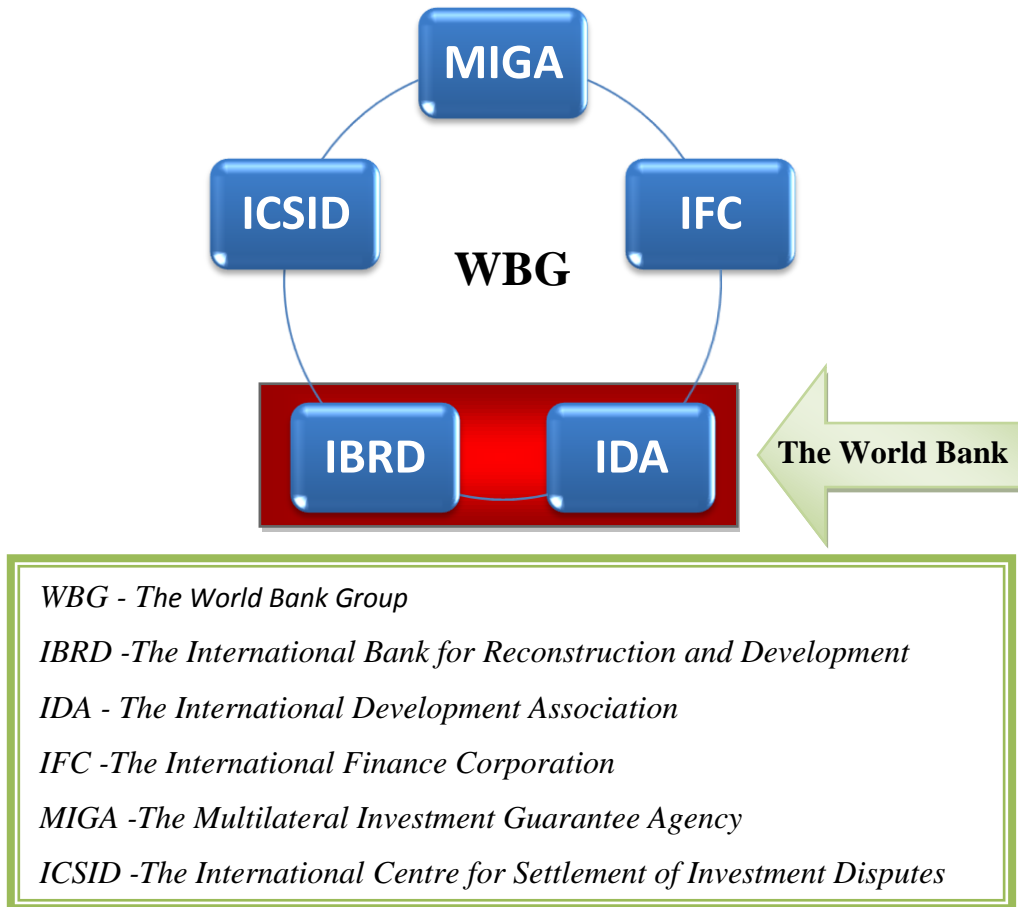 MIGA
ICSID
IFC
WBG
IBRD
IDA
The World Bank
WBG - The World Bank Group
IBRD -The International Bank for Reconstruction and Development
IDA - The International Development Association
IFC -The International Finance Corporation
MIGA -The Multilateral Investment Guarantee Agency
ICSID -The International Centre for Settlement of Investment Disputes